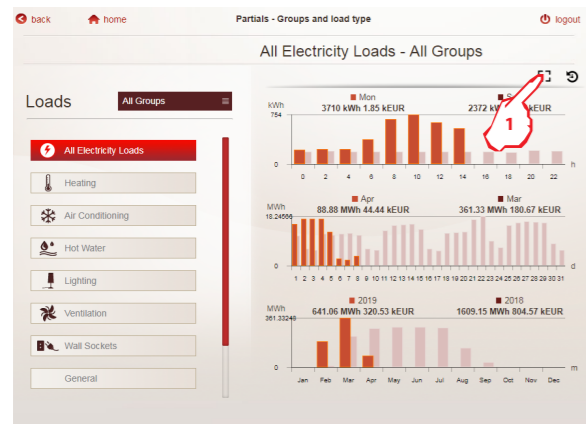 back
home
Partials - Groups and load type
logout
All Electricity Loads - All Groups
Loads
All Groups
All Electricity Loads
Heating
Air Conditioning
Hot Water
Lighting
Ventilation
Wall Sockets
General
kWh
Mon
3710 kWh 1.85 kEUR
2372 kW
kEUR
754
0
0 2 4 6 8 10 12 14 16 18 20 22
h
1
MWh
Apr
Mar
88.88 MWh 44.44 kEUR
361.33 MWh 180.67 kEUR
18.24566
0
1 2 3 4 5 6 7 8 9 10 11 12 13 14 15 16 17 18 19 20 21 22 23 24 25 26 27 28 29 30 31
d
MWh
2019
2018
641.06 MWh 320.53 kEUR
1609.15 MWh 804.57 kEUR
361.33248
0
Jan Feb Mar Apr May Jun Jul Aug Sep Oct Nov Dec
m